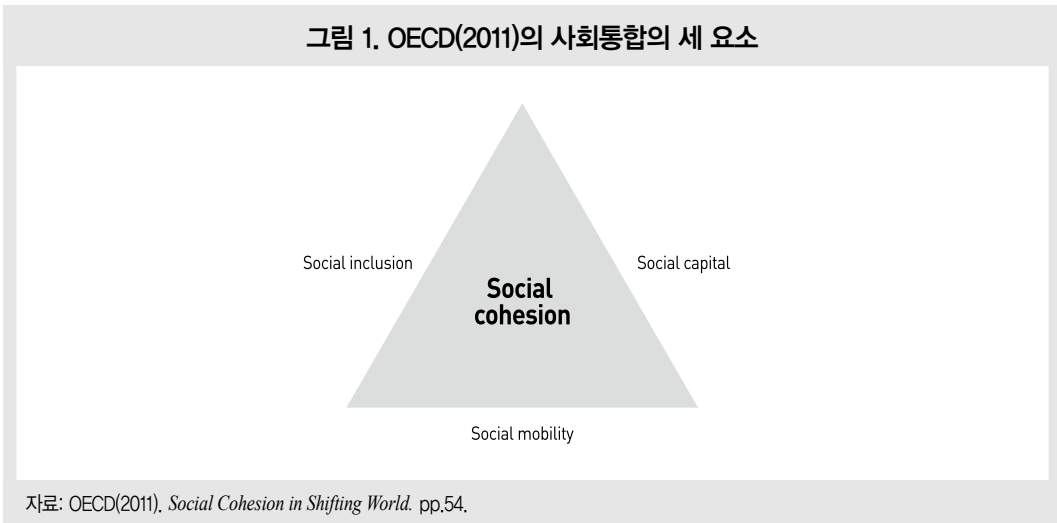 그림 1. OECD(2011)의 사회통합의 세 요소
Social inclusion
Social capital
Social
cohesion
Social mobility
자료: OECD(2011). Social Cohesion in Shifting World. pp.54.